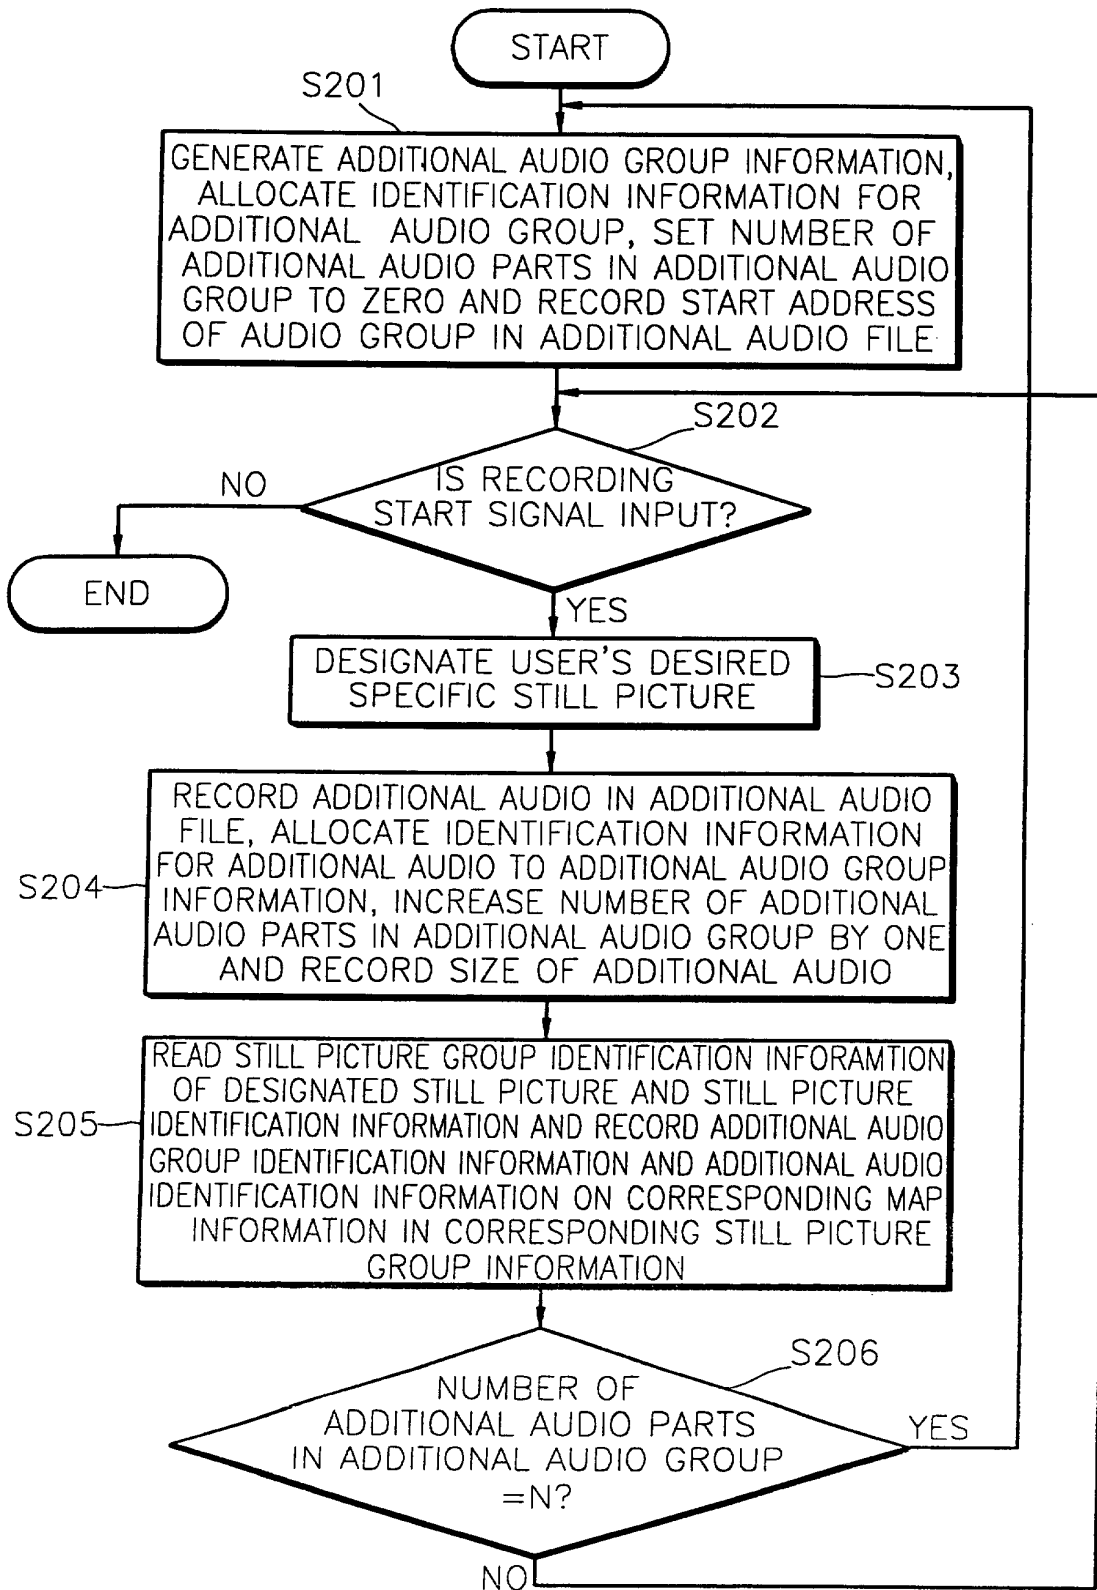 START
S201
GENERATE ADDITIONAL AUDIO GROUP INFORMATION,
ALLOCATE IDENTIFICATION INFORMATION FOR
ADDITIONAL AUDIO GROUP, SET NUMBER OF
ADDITIONAL AUDIO PARTS IN ADDITIONAL AUDIO
GROUP TO ZERO AND RECORD START ADDRESS
OF AUDIO GROUP IN ADDITIONAL AUDIO FILE
S202
IS RECORDING
START SIGNAL INPUT?
NO
END
YES
DESIGNATE USER'S DESIRED
SPECIFIC STILL PICTURE
S203
RECORD ADDITIONAL AUDIO IN ADDITIONAL AUDIO
FILE, ALLOCATE IDENTIFICATION INFORMATION
FOR ADDITIONAL AUDIO TO ADDITIONAL AUDIO GROUP
INFORMATION, INCREASE NUMBER OF ADDITIONAL
AUDIO PARTS IN ADDITIONAL AUDIO GROUP BY ONE
AND RECORD SIZE OF ADDITIONAL AUDIO
S204
READ STILL PICTURE GROUP IDENTIFICATION INFORAMTION
OF DESIGNATED STILL PICTURE AND STILL PICTURE
IDENTIFICATION INFORMATION AND RECORD ADDITIONAL AUDIO
GROUP IDENTIFICATION INFORMATION AND ADDITIONAL AUDIO
IDENTIFICATION INFORMATION ON CORRESPONDING MAP
INFORMATION IN CORRESPONDING STILL PICTURE
GROUP INFORMATION
S205
S206
NUMBER OF
ADDITIONAL AUDIO PARTS
IN ADDITIONAL AUDIO GROUP
=N?
YES
NO